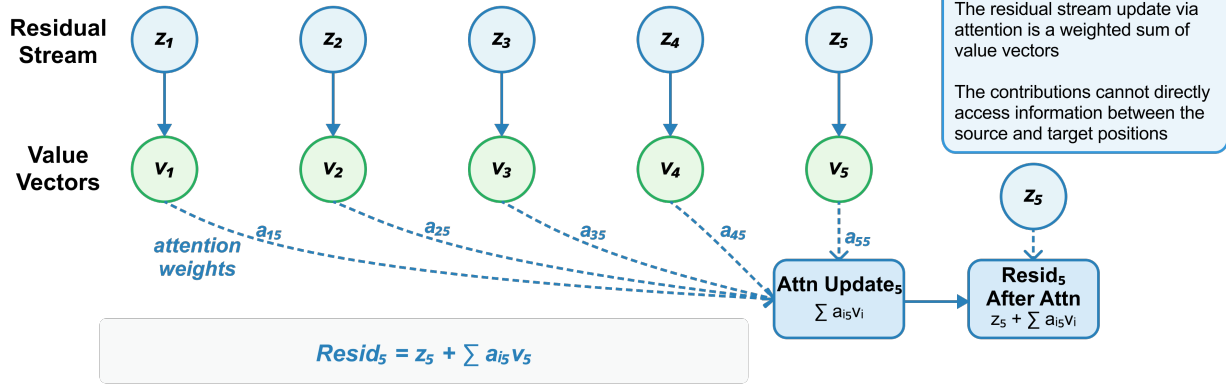 Residual
Stream
z₁
z₂
z₃
z₄
z₅
The residual stream update via
attention is a weighted sum of
value vectors
The contributions cannot directly
access information between the
source and target positions
Value
Vectors
v₁
v₂
v₃
v₄
v₅
z₅
attention
weights
a₁₅
a₂₅
a₃₅
a₄₅
a₅₅
Attn Update₅
∑ aᵢ₅vᵢ
Resid₅
After Attn
z₅ + ∑ aᵢ₅vᵢ
Resid₅ = z₅ + ∑ aᵢ₅v₅